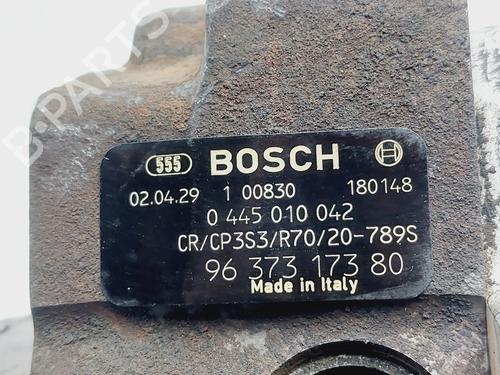 B-PARTS
555 BOSCH
02.04.29 1 00830 180148
0 445 010 042
CR/CP3S3/R70/20-789S
96 373 173 80
Made in Italy